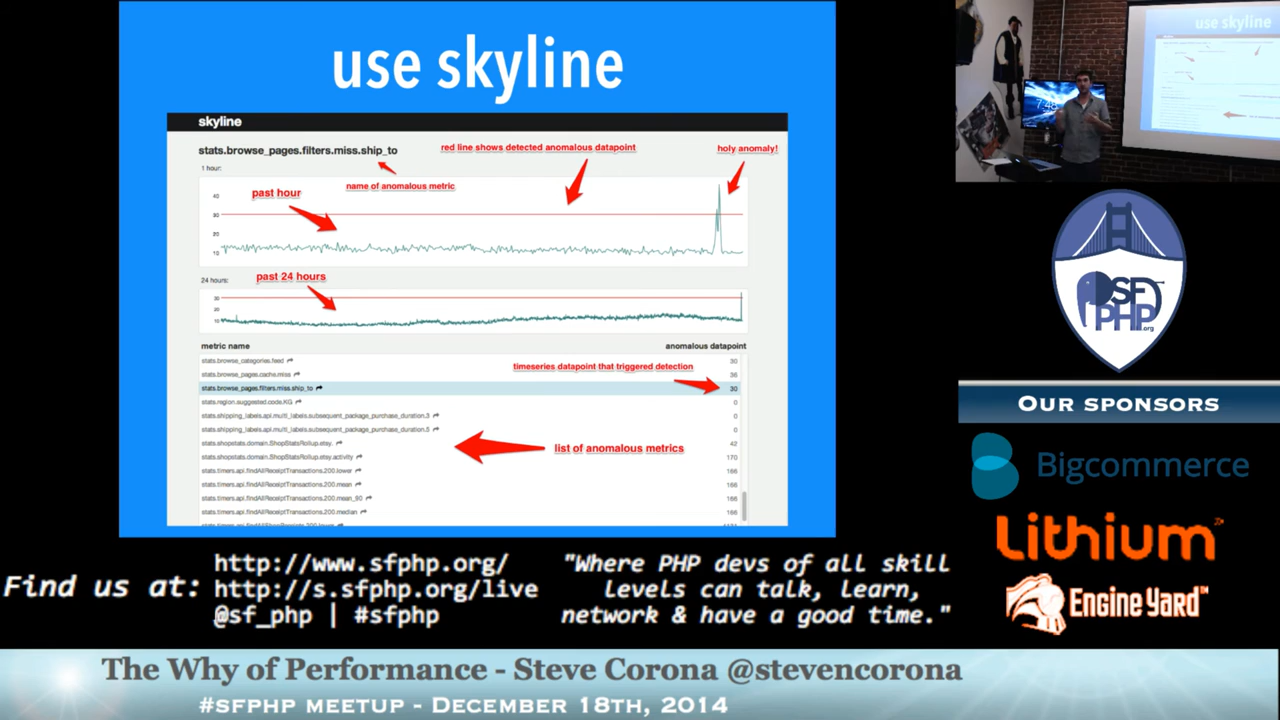 use skyline
skyline
stats.browse_pages.filters.miss.ship_to
red line shows detected anomalous datapoint
holy anomaly!
1 hour:
name of anomalous metric
past hour
40
30
20
10
24 hours:
past 24 hours
30
20
10
metric name
anomalous datapoint
stats.browse_categories.feed
30
timeseries datapoint that triggered detection
stats.browse_pages.cache.miss
36
stats.browse_pages.filters.miss.ship_to
30
stats.region.suggested.code.KG
0
stats.shipping_labels.api.multi_labels.subsequent_package_purchase_duration.3
0
stats.shipping_labels.api.multi_labels.subsequent_package_purchase_duration.5
0
stats.shopstats.domain.ShopStatsRollup.etsy.
42
list of anomalous metrics
stats.shopstats.domain.ShopStatsRollup.etsy.activity
170
stats.timers.api.findAllReceiptTransactions.200.lower
166
stats.timers.api.findAllReceiptTransactions.200.mean
166
stats.timers.api.findAllReceiptTransactions.200.mean_90
166
stats.timers.api.findAllReceiptTransactions.200.median
166
use skyline
7:48
SF
PHP
.org
Our sponsors
Bigcommerce
Lithium™
Engine Yard™
Find us at:
http://www.sfphp.org/
http://s.sfphp.org/live
@sf_php | #sfphp
"Where PHP devs of all skill
levels can talk, learn,
network & have a good time."
The Why of Performance - Steve Corona @stevencorona
#sfphp meetup - December 18th, 2014